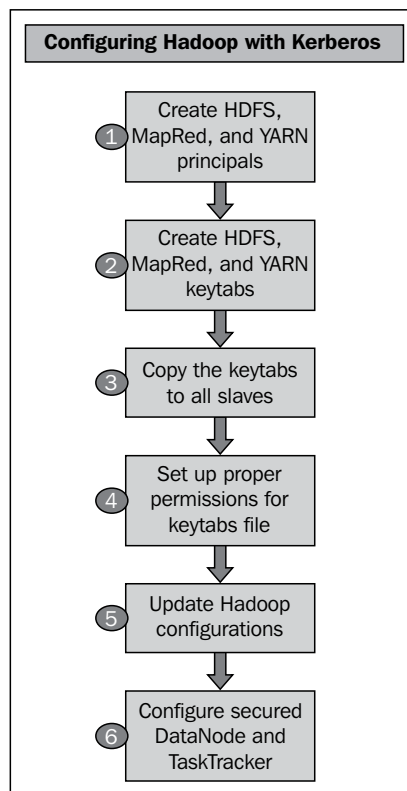 Configuring Hadoop with Kerberos
1
Create HDFS,
MapRed, and YARN
principals
2
Create HDFS,
MapRed, and YARN
keytabs
3
Copy the keytabs
to all slaves
4
Set up proper
permissions for
keytabs file
5
Update Hadoop
configurations
6
Configure secured
DataNode and
TaskTracker